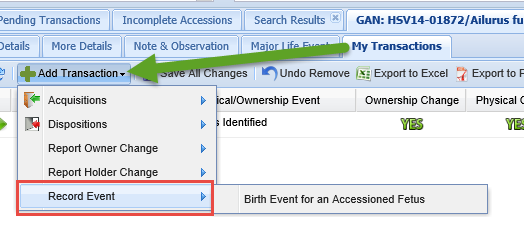 Pending Transactions Incomplete Accessions Search Results GAN: HSV14-01872/Ailurus fu
Details More Details Note & Observation Major Life Event My Transactions
Add Transaction Save All Changes Undo Remove Export to Excel Export to P
Acquisitions
ical/Ownership Event Ownership Change Physical C
Dispositions
s Identified YES YES
Report Owner Change
Report Holder Change
Record Event
Birth Event for an Accessioned Fetus